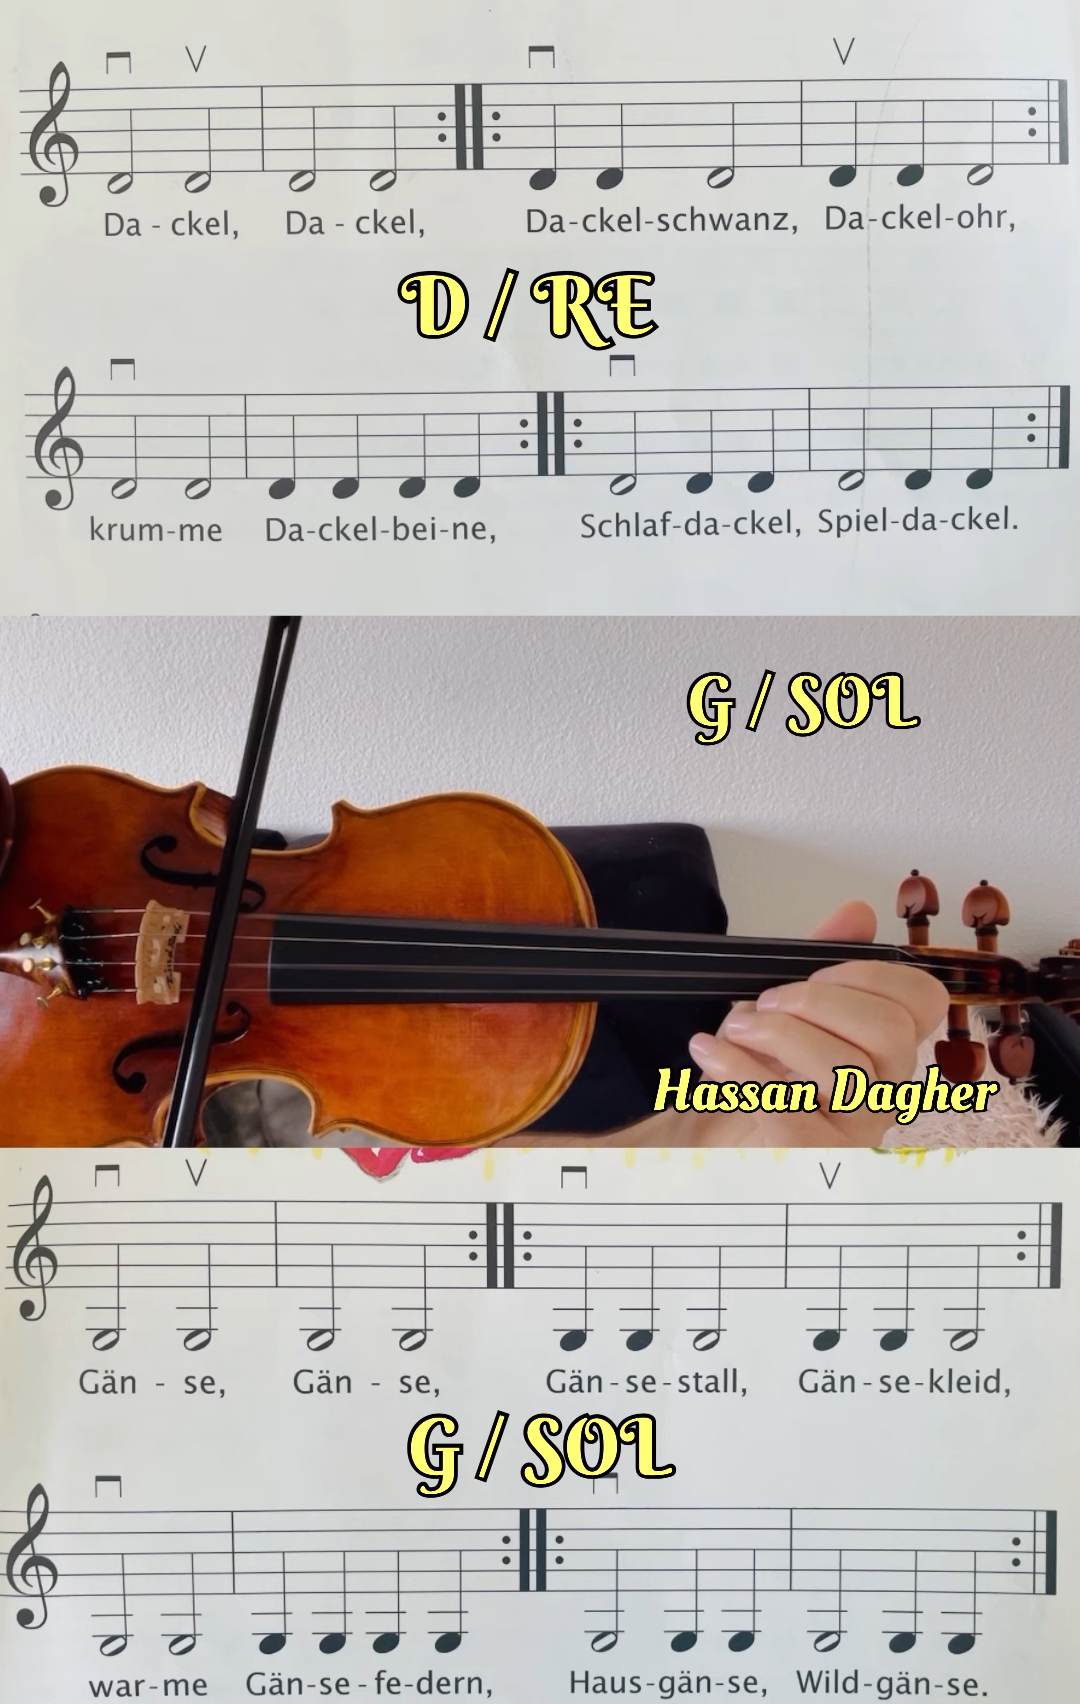 Da - ckel, Da - ckel, Da-ckel-schwanz, Da-ckel-ohr,
D / RE
krum-me Da-ckel-bei-ne, Schlaf-da-ckel, Spiel-da-ckel.
G / SOL
Hassan Dagher
Gän - se, Gän - se, Gän-se-stall, Gän-se-kleid,
G / SOL
war-me Gän-se-fe-dern, Haus-gän-se, Wild-gän-se.